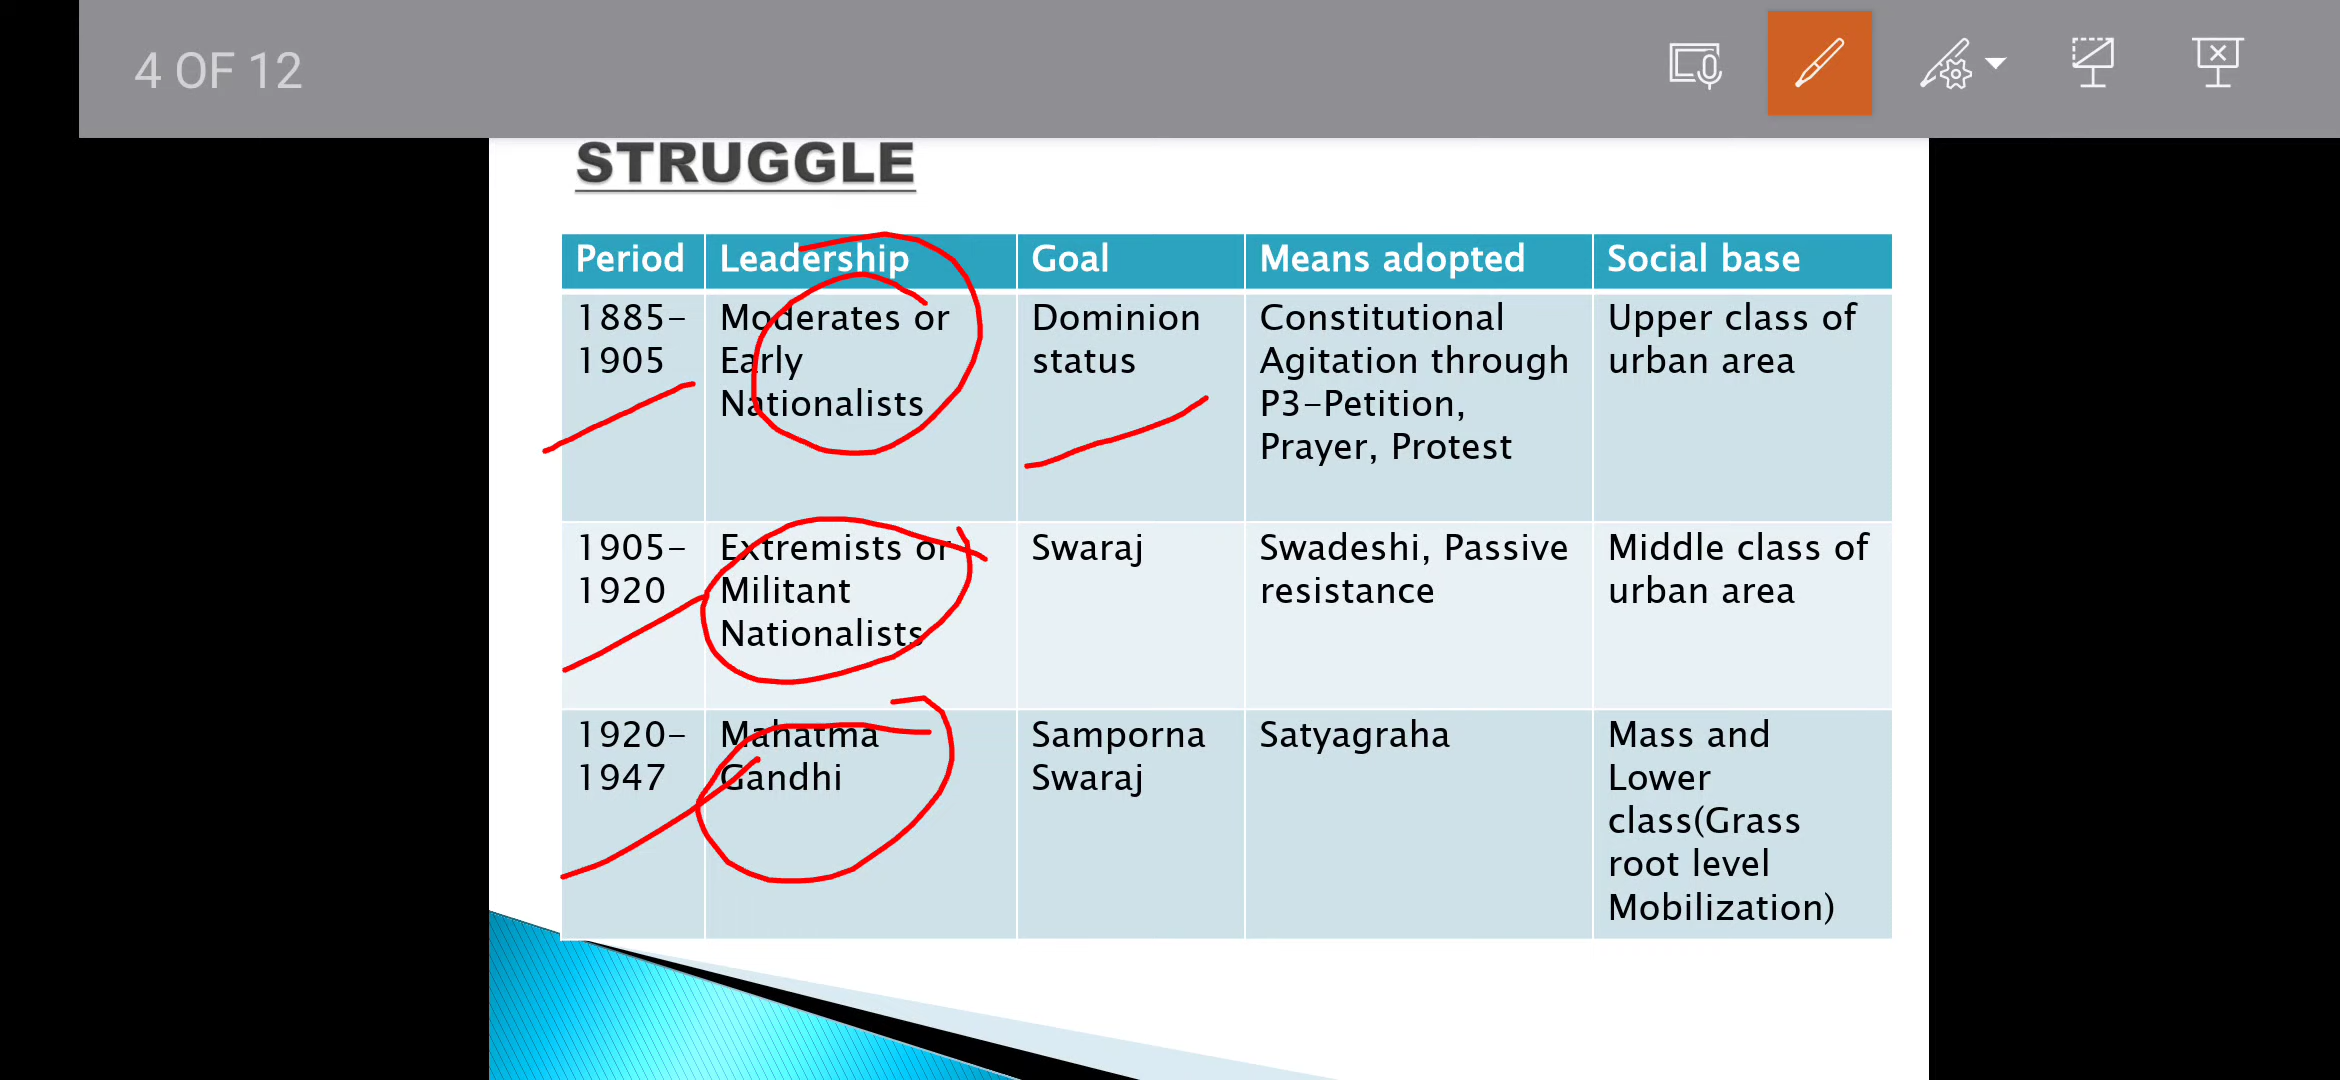 4 OF 12
STRUGGLE
Period Leadership Goal Means adopted Social base
1885-
1905
Moderates or
Early
Nationalists
Dominion
status
Constitutional
Agitation through
P3-Petition,
Prayer, Protest
Upper class of
urban area
1905-
1920
Extremists or
Militant
Nationalists
Swaraj
Swadeshi, Passive
resistance
Middle class of
urban area
1920-
1947
Mahatma
Gandhi
Samporna
Swaraj
Satyagraha
Mass and
Lower
class(Grass
root level
Mobilization)